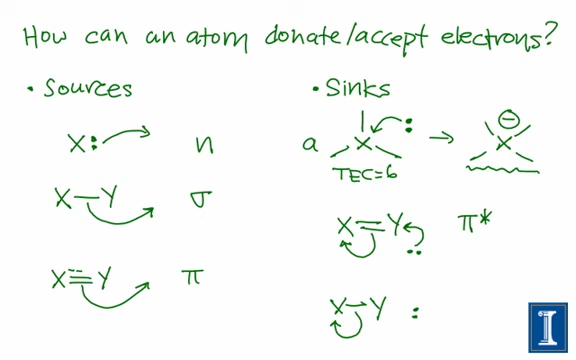 How can an atom donate/accept electrons?
• Sources
X: n
X—Y σ
X≡Y π
• Sinks
a X : → X ⊖
TEC=6
X=Y : π*
X—Y :
I